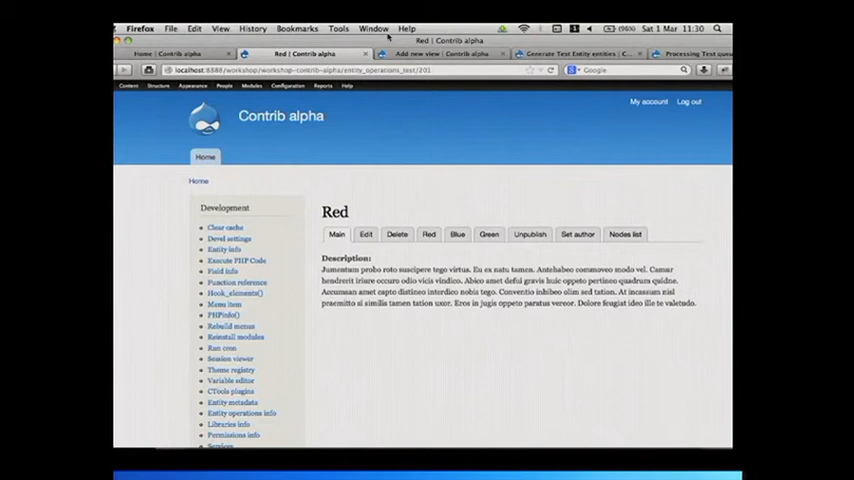 Firefox File Edit View History Bookmarks Tools Window Help (96%) Sat 1 Mar 11:30
Red | Contrib alpha
Home | Contrib alpha Red | Contrib alpha Add new view | Contrib alpha Generate Test Entity entities | C... Processing Test queue
localhost:8888/workshop/workshop-contrib-alpha/entity_operations_test/201 Google
Content Structure Appearance People Modules Configuration Reports Help
My account Log out
Contrib alpha
Home
Home
Development
Clear cache
Devel settings
Entity info
Execute PHP Code
Field info
Function reference
Hook_elements()
Menu item
PHPinfo()
Rebuild menus
Reinstall modules
Run cron
Session viewer
Theme registry
Variable editor
CTools plugins
Entity metadata
Entity operations info
Libraries info
Permissions info
Services
Red
Main Edit Delete Red Blue Green Unpublish Set author Nodes list
Description:
Jumentum probo roto suscipere tego virtus. Eu ex natu tamen. Antehabeo commoveo modo vel. Camur
hendrerit iriure occuro odio vicis vindico. Abico amet defui gravis huic oppeto pertineo quadrum quidne.
Accumsan amet capto distineo interdico nobis tego. Conventio inhibeo olim sed tation. At incassum nisl
praemitto si similis tamen tation uxor. Eros in jugis oppeto paratus vereor. Dolore feugiat ideo ille te valetudo.